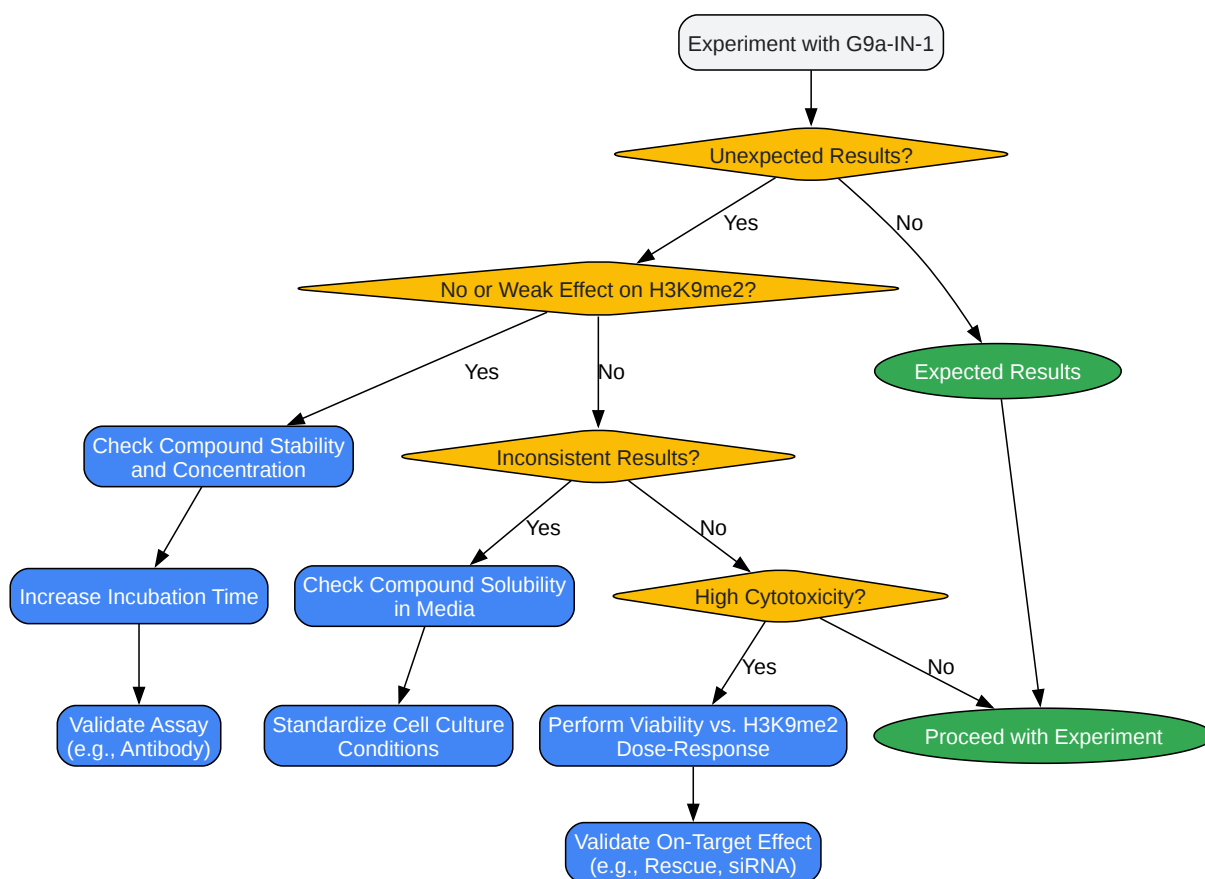 Experiment with G9a-IN-1
Unexpected Results?
Yes
No
No or Weak Effect on H3K9me2?
Expected Results
Yes
No
Check Compound Stability
and Concentration
Inconsistent Results?
Yes
No
Increase Incubation Time
Check Compound Solubility
in Media
High Cytotoxicity?
Yes
No
Validate Assay
(e.g., Antibody)
Standardize Cell Culture
Conditions
Perform Viability vs. H3K9me2
Dose-Response
Proceed with Experiment
Validate On-Target Effect
(e.g., Rescue, siRNA)